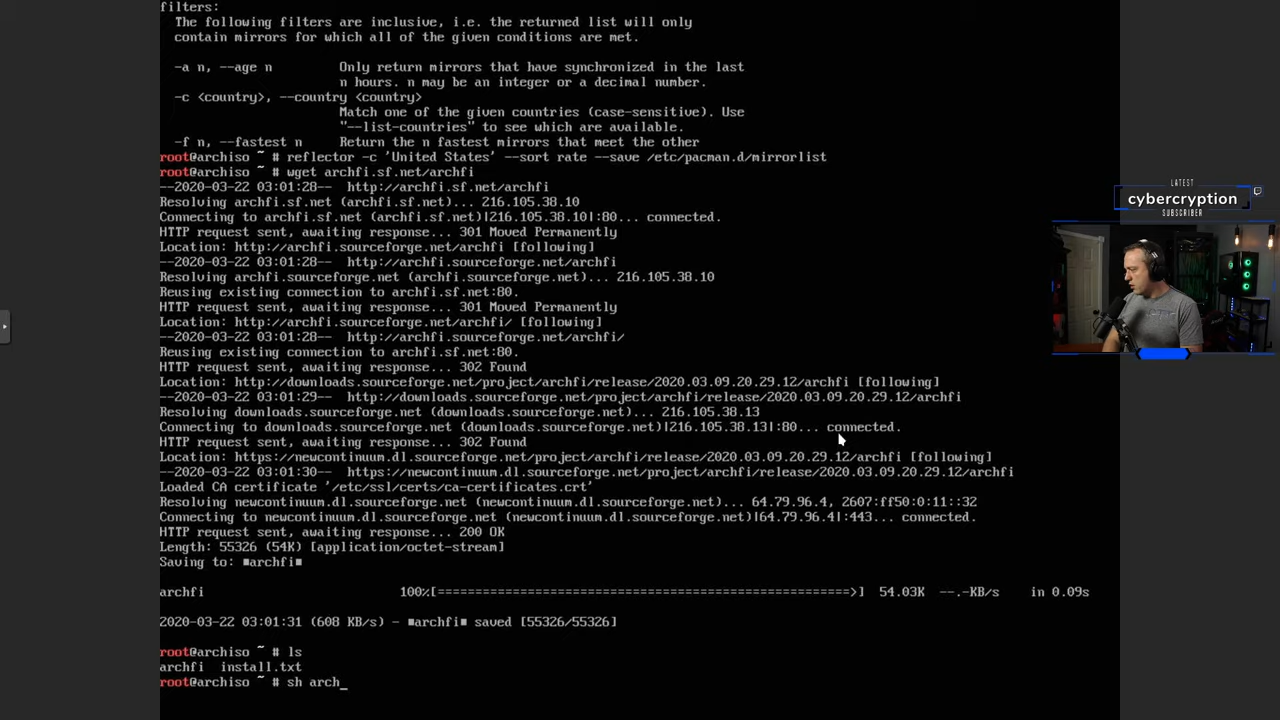 filters:
The following filters are inclusive, i.e. the returned list will only
contain mirrors for which all of the given conditions are met.
-a n, --age n Only return mirrors that have synchronized in the last
n hours. n may be an integer or a decimal number.
-c <country>, --country <country>
Match one of the given countries (case-sensitive). Use
"--list-countries" to see which are available.
-f n, --fastest n Return the n fastest mirrors that meet the other
root@archiso ~ # reflector -c 'United States' --sort rate --save /etc/pacman.d/mirrorlist
root@archiso ~ # wget archfi.sf.net/archfi
--2020-03-22 03:01:28-- http://archfi.sf.net/archfi
Resolving archfi.sf.net (archfi.sf.net)... 216.105.38.10
Connecting to archfi.sf.net (archfi.sf.net)|216.105.38.10|:80... connected.
HTTP request sent, awaiting response... 301 Moved Permanently
Location: http://archfi.sourceforge.net/archfi [following]
--2020-03-22 03:01:28-- http://archfi.sourceforge.net/archfi
Resolving archfi.sourceforge.net (archfi.sourceforge.net)... 216.105.38.10
Reusing existing connection to archfi.sf.net:80.
HTTP request sent, awaiting response... 301 Moved Permanently
Location: http://archfi.sourceforge.net/archfi/ [following]
--2020-03-22 03:01:28-- http://archfi.sourceforge.net/archfi/
Reusing existing connection to archfi.sf.net:80.
HTTP request sent, awaiting response... 302 Found
Location: http://downloads.sourceforge.net/project/archfi/release/2020.03.09.20.29.12/archfi [following]
--2020-03-22 03:01:29-- http://downloads.sourceforge.net/project/archfi/release/2020.03.09.20.29.12/archfi
Resolving downloads.sourceforge.net (downloads.sourceforge.net)... 216.105.38.13
Connecting to downloads.sourceforge.net (downloads.sourceforge.net)|216.105.38.13|:80... connected.
HTTP request sent, awaiting response... 302 Found
Location: https://newcontinuum.dl.sourceforge.net/project/archfi/release/2020.03.09.20.29.12/archfi [following]
--2020-03-22 03:01:30-- https://newcontinuum.dl.sourceforge.net/project/archfi/release/2020.03.09.20.29.12/archfi
Loaded CA certificate '/etc/ssl/certs/ca-certificates.crt'
Resolving newcontinuum.dl.sourceforge.net (newcontinuum.dl.sourceforge.net)... 64.79.96.4, 2607:ff50:0:11::32
Connecting to newcontinuum.dl.sourceforge.net (newcontinuum.dl.sourceforge.net)|64.79.96.4|:443... connected.
HTTP request sent, awaiting response... 200 OK
Length: 55326 (54K) [application/octet-stream]
Saving to: ■archfi■
archfi 100%[========================================================>] 54.03K --.-KB/s in 0.09s
2020-03-22 03:01:31 (608 KB/s) - ■archfi■ saved [55326/55326]
root@archiso ~ # ls
archfi install.txt
root@archiso ~ # sh arch_
LATEST
cybercryption
SUBSCRIBER